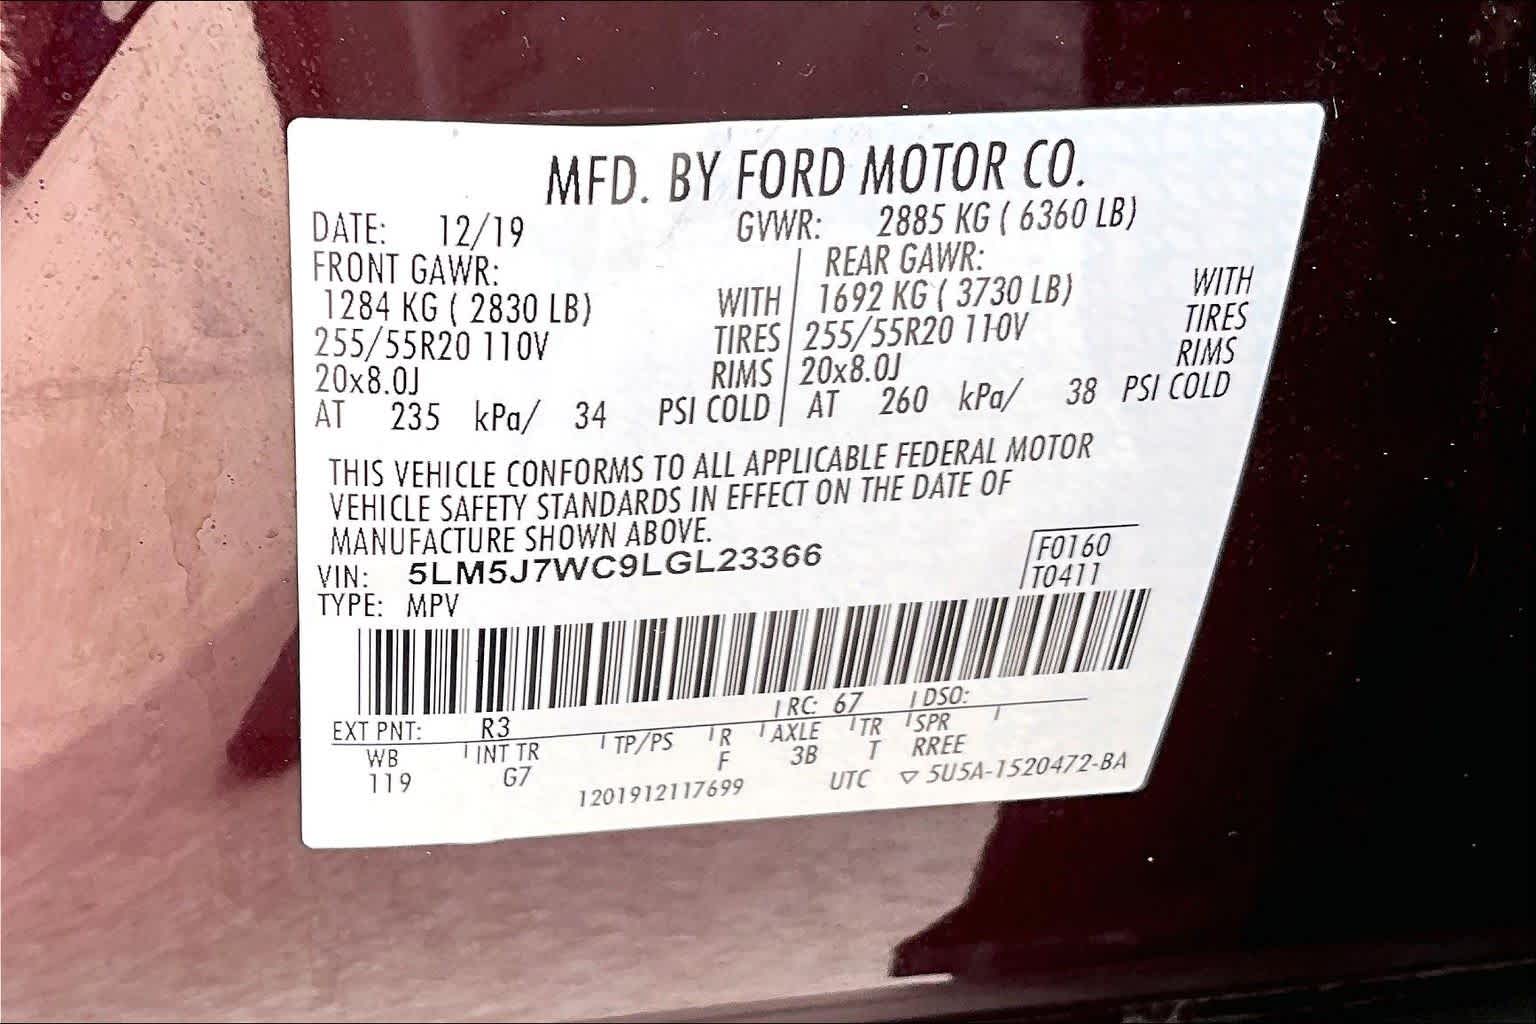 MFD. BY FORD MOTOR CO.
DATE: 12/19 GVWR: 2885 KG ( 6360 LB)
FRONT GAWR: REAR GAWR:
1284 KG ( 2830 LB) WITH 1692 KG ( 3730 LB) WITH
255/55R20 110V TIRES 255/55R20 110V TIRES
20x8.0J RIMS 20x8.0J RIMS
AT 235 kPa/ 34 PSI COLD AT 260 kPa/ 38 PSI COLD
THIS VEHICLE CONFORMS TO ALL APPLICABLE FEDERAL MOTOR
VEHICLE SAFETY STANDARDS IN EFFECT ON THE DATE OF
MANUFACTURE SHOWN ABOVE.
VIN: 5LM5J7WC9LGL23366 F0160
TYPE: MPV T0411
EXT PNT: R3 RC: 67 DSO:
WB INT TR TP/PS R AXLE TR SPR
119 G7 F 3B T RREE
1201912117699 UTC ▽ 5U5A-1520472-BA